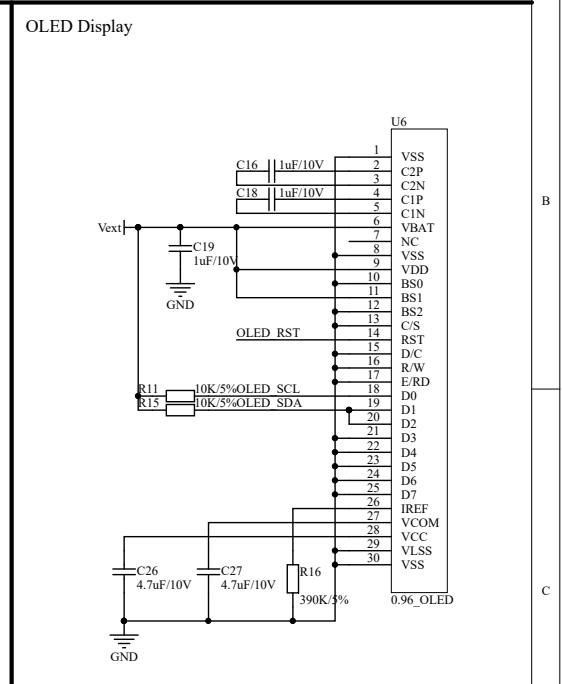 OLED Display
U6
1 VSS
C16 1uF/10V 2 C2P
3 C2N
C18 1uF/10V 4 C1P
5 C1N
B
Vext 6 VBAT
7 NC
C19 8 VSS
1uF/10V 9 VDD
10 BS0
GND 11 BS1
12 BS2
13 C/S
OLED_RST 14 RST
15 D/C
16 R/W
17 E/RD
R11 10K/5% OLED_SCL 18 D0
R15 10K/5% OLED_SDA 19 D1
20 D2
21 D3
22 D4
23 D5
24 D6
25 D7
26 IREF
27 VCOM
28 VCC
29 VLSS
30 VSS
C26 C27 R16
4.7uF/10V 4.7uF/10V
390K/5% 0.96_OLED
C
GND